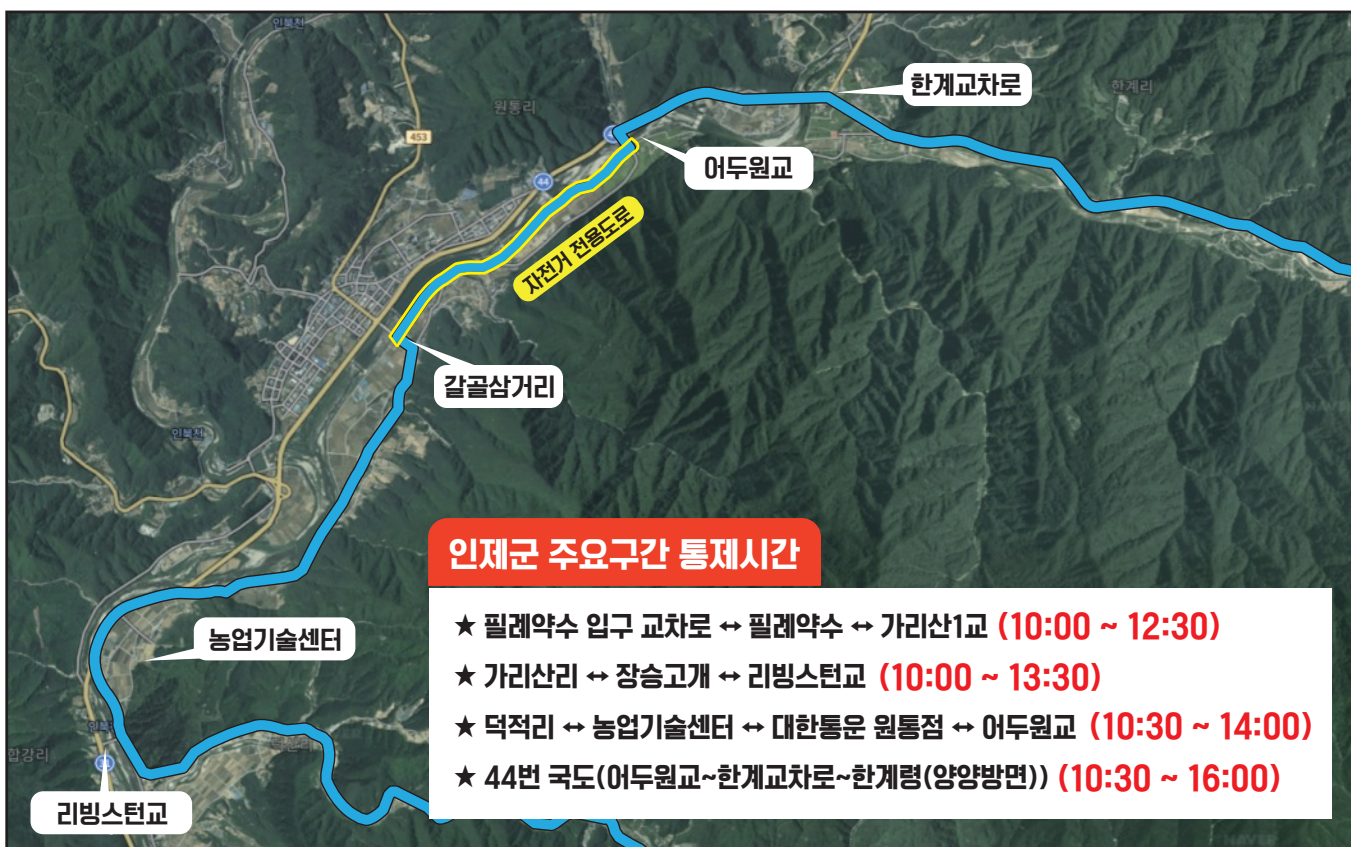 인북천
한계교차로
한계리
원통리
453
어두원교
44
자전거 전용도로
갈골삼거리
인북천
인제군 주요구간 통제시간
★ 필례약수 입구 교차로 ↔ 필례약수 ↔ 가리산1교 (10:00 ~ 12:30)
★ 가리산리 ↔ 장승고개 ↔ 리빙스턴교 (10:00 ~ 13:30)
★ 덕적리 ↔ 농업기술센터 ↔ 대한통운 원통점 ↔ 어두원교 (10:30 ~ 14:00)
★ 44번 국도(어두원교~한계교차로~한계령(양양방면)) (10:30 ~ 16:00)
농업기술센터
합강리
리빙스턴교
NAVER